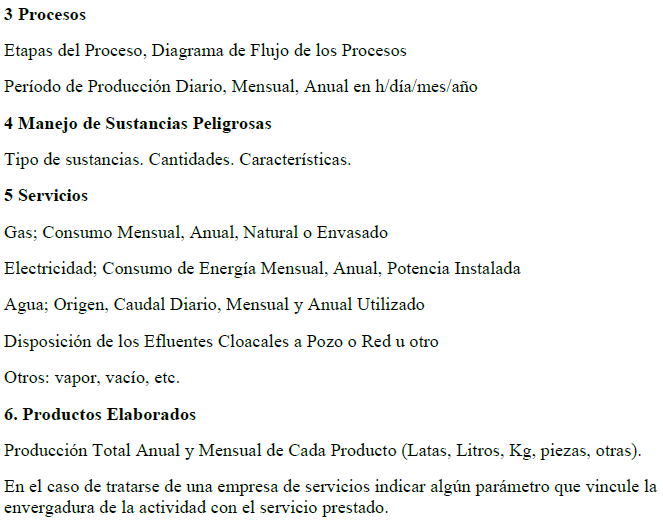 3 Procesos
Etapas del Proceso, Diagrama de Flujo de los Procesos
Período de Producción Diario, Mensual, Anual en h/día/mes/año
4 Manejo de Sustancias Peligrosas
Tipo de sustancias. Cantidades. Características.
5 Servicios
Gas; Consumo Mensual, Anual, Natural o Envasado
Electricidad; Consumo de Energía Mensual, Anual, Potencia Instalada
Agua; Origen, Caudal Diario, Mensual y Anual Utilizado
Disposición de los Efluentes Cloacales a Pozo o Red u otro
Otros: vapor, vacío, etc.
6. Productos Elaborados
Producción Total Anual y Mensual de Cada Producto (Latas, Litros, Kg, piezas, otras).
En el caso de tratarse de una empresa de servicios indicar algún parámetro que vincule la
envergadura de la actividad con el servicio prestado.